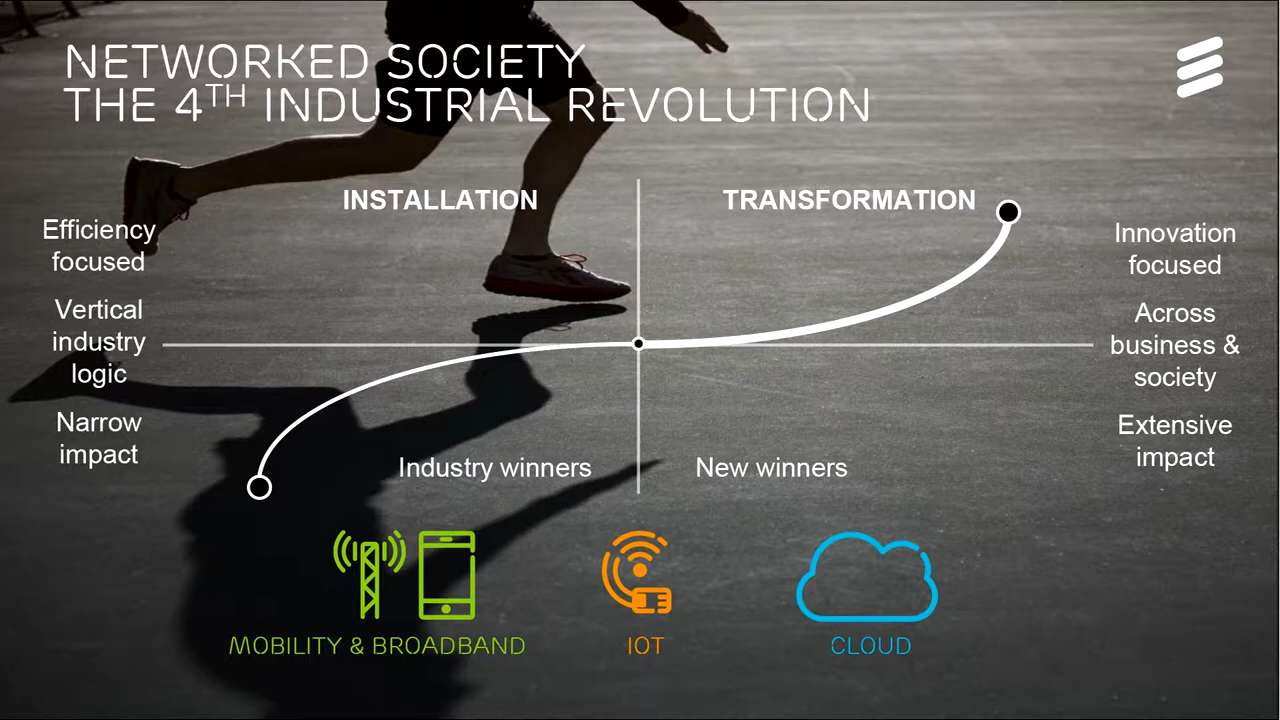 NETWORKED SOCIETY
THE 4TH INDUSTRIAL REVOLUTION
INSTALLATION
TRANSFORMATION
Efficiency
focused
Vertical
industry
logic
Narrow
impact
Innovation
focused
Across
business &
society
Extensive
impact
Industry winners
New winners
MOBILITY & BROADBAND
IOT
CLOUD